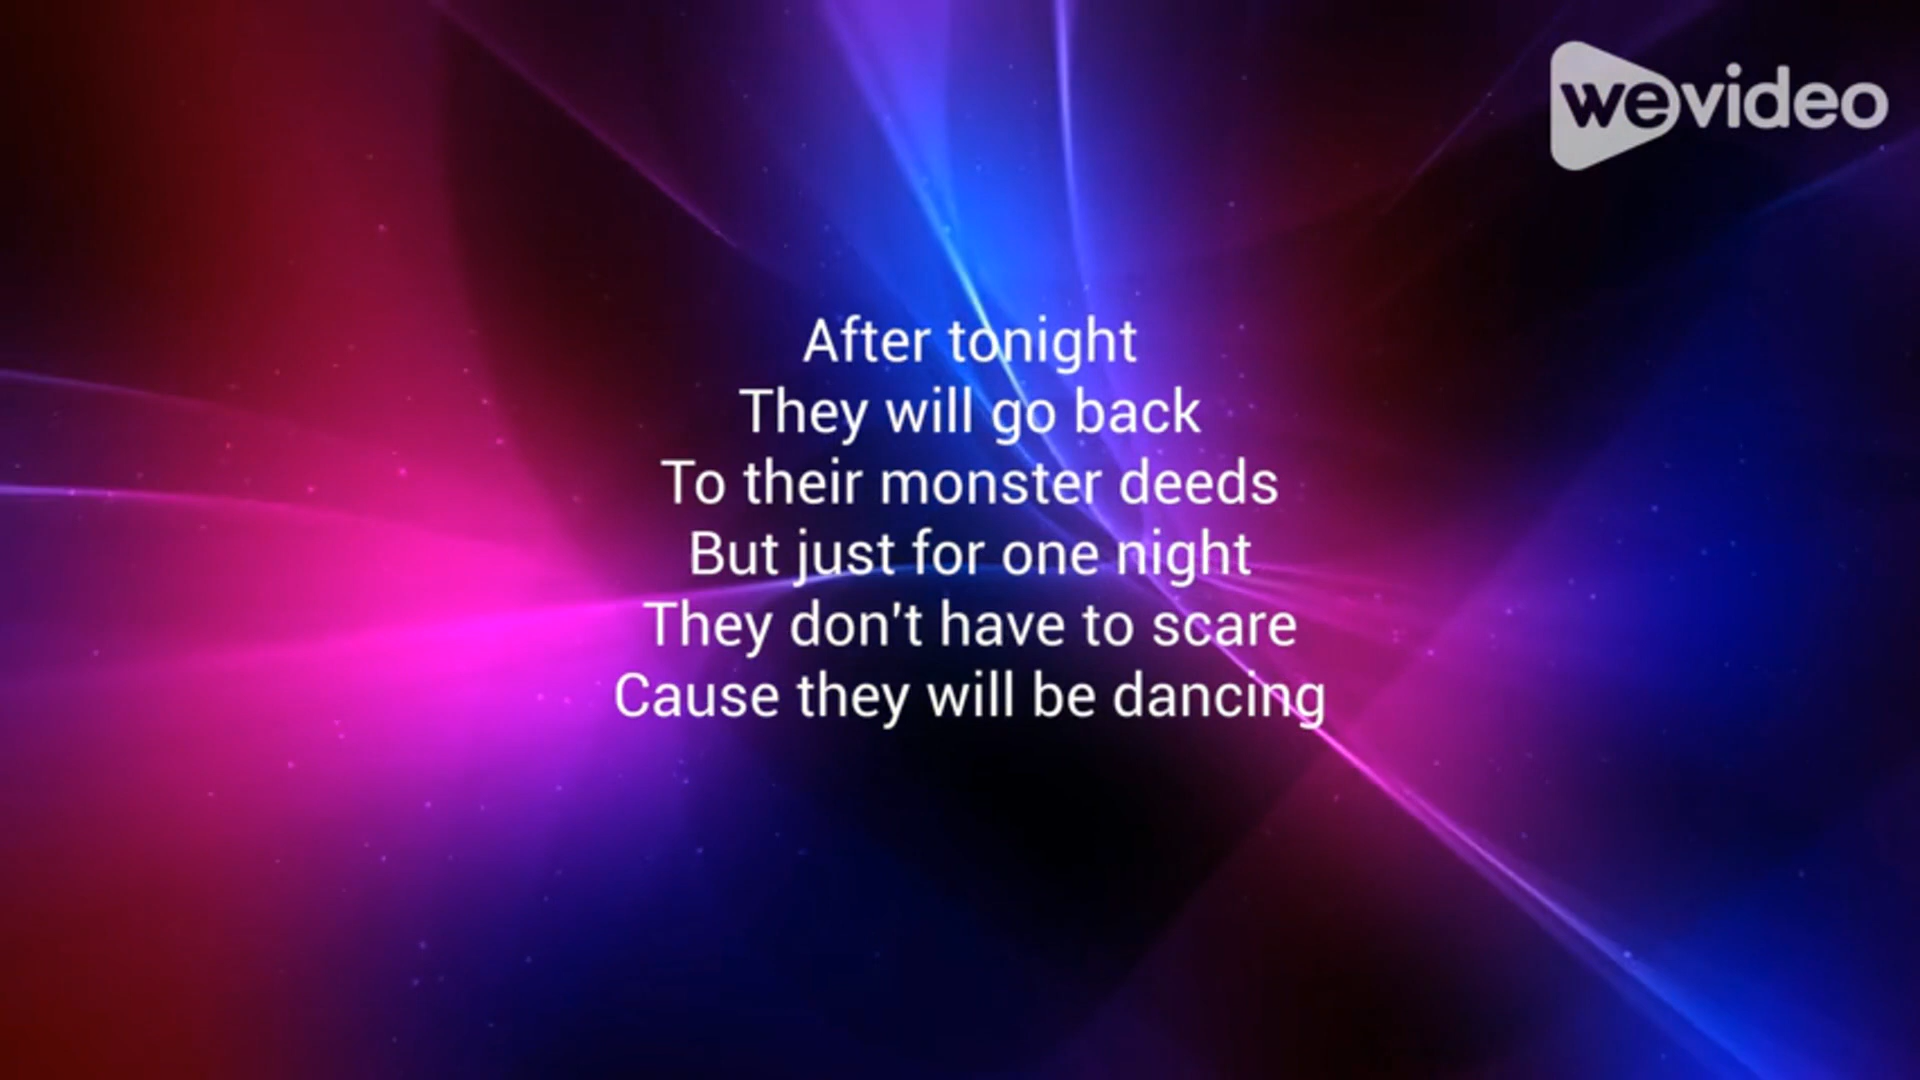 wevideo
After tonight
They will go back
To their monster deeds
But just for one night
They don't have to scare
Cause they will be dancing